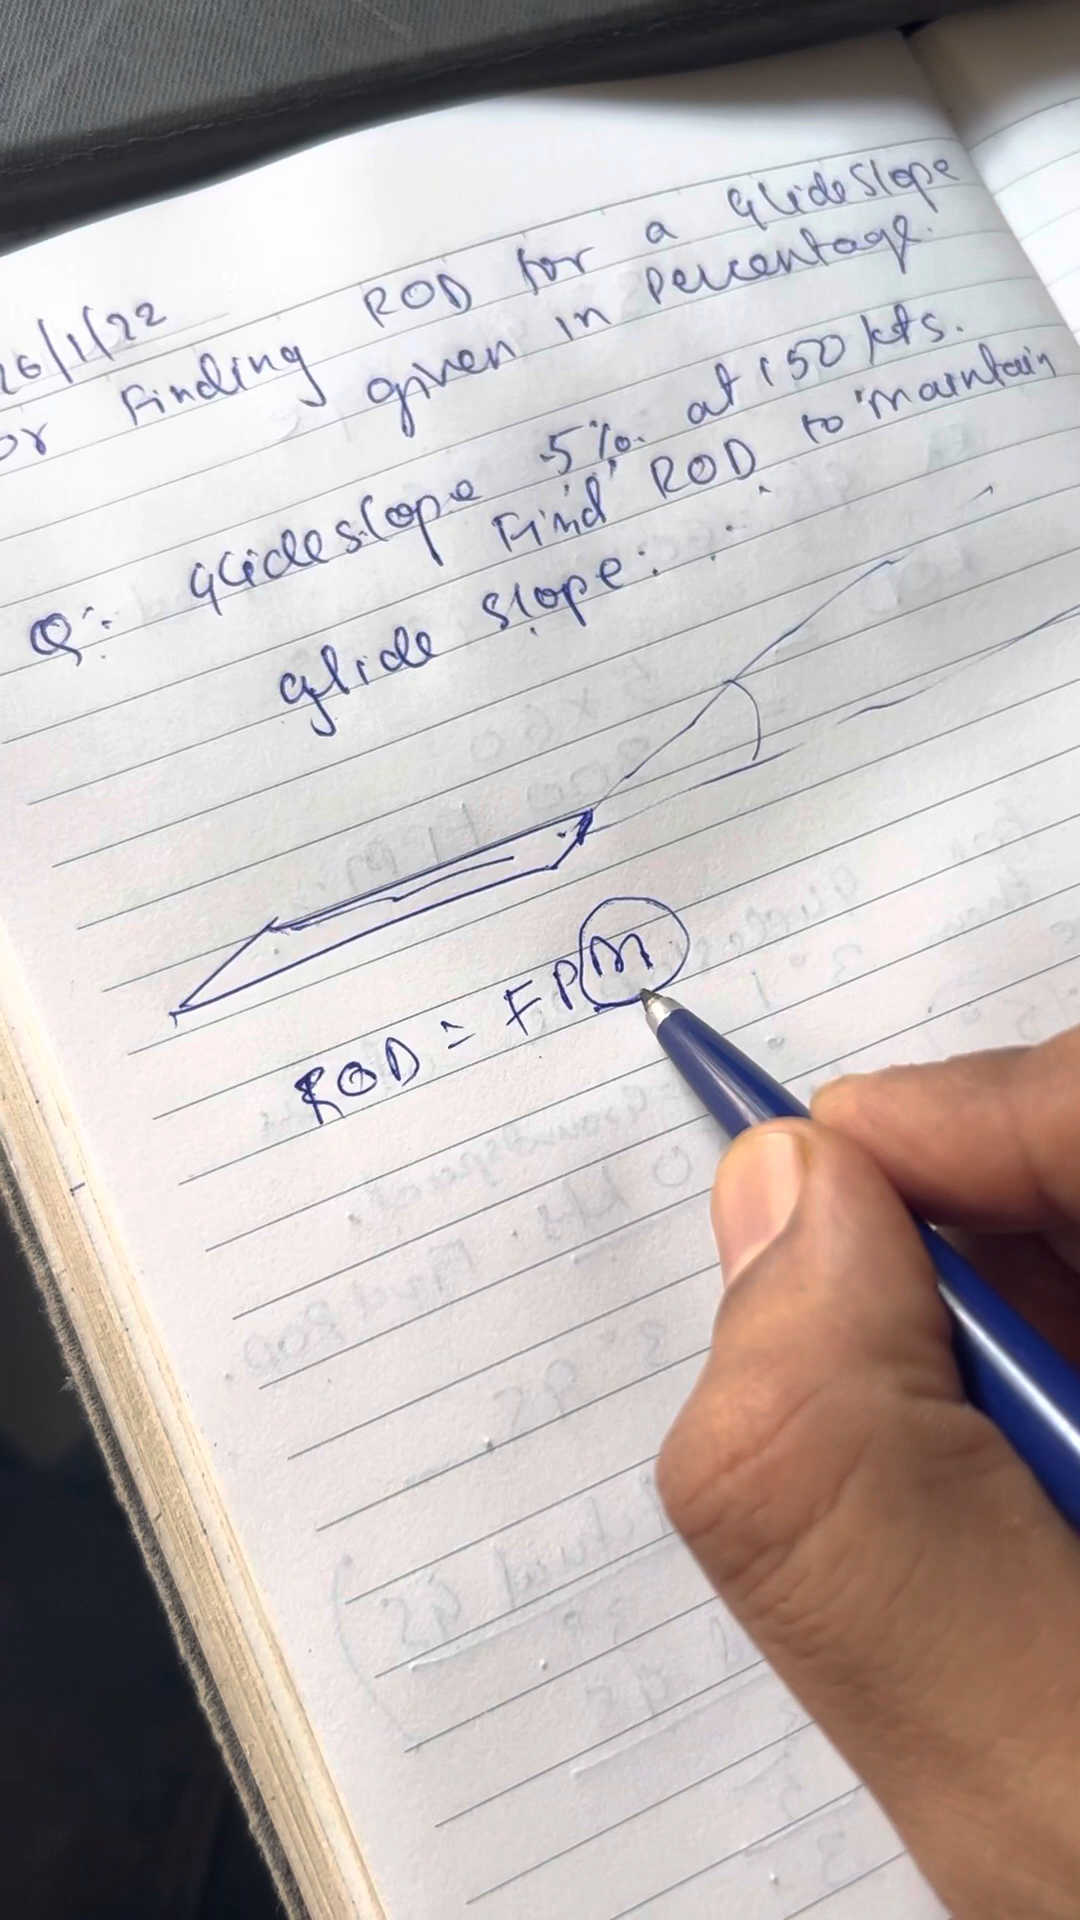 26/1/22
or Finding ROD for a GlideSlope
given in Percentage.
Q:. Glideslope 5% at 150 kts.
Find ROD to maintain
glide slope:
ROD = FPM